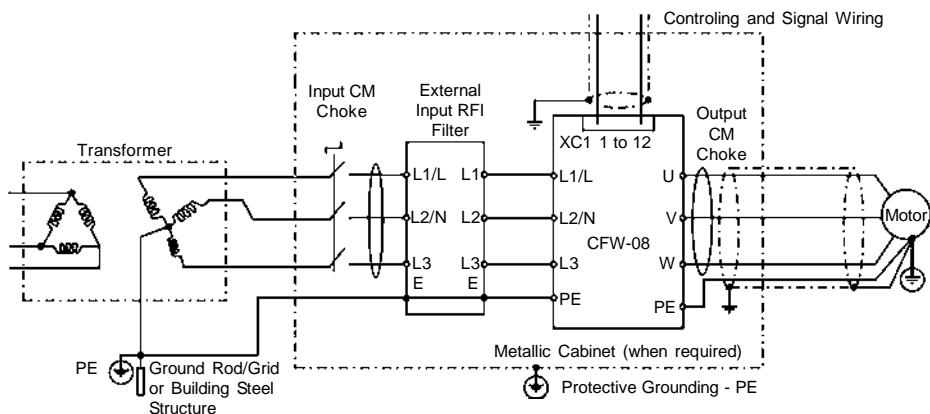 Controling and Signal Wiring
Input CM
Choke
External
Input RFI
Filter
Output
CM
Choke
Transformer
XC1 1 to 12
L1/L
L1
L1/L
U
L2/N
L2
L2/N
V
Motor
CFW-08
L3
L3
L3
W
E
E
PE
PE
Metallic Cabinet (when required)
PE
Ground Rod/Grid
or Building Steel
Structure
Protective Grounding - PE